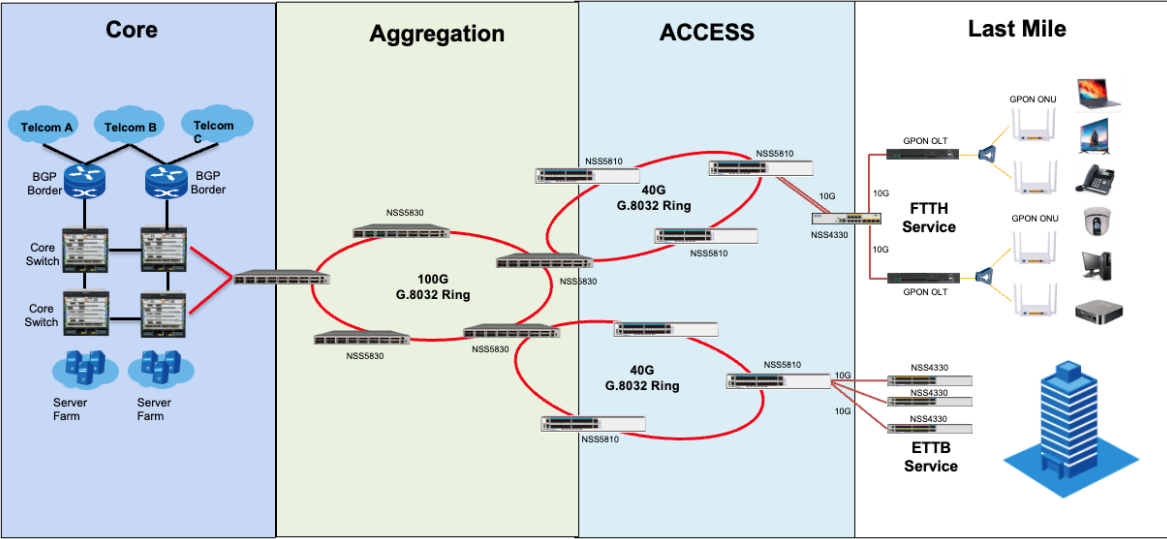 Core
Aggregation
ACCESS
Last Mile
Telcom A
Telcom B
Telcom
C
BGP
Border
BGP
Border
Core
Switch
Core
Switch
Server
Farm
Server
Farm
NSS5830
100G
G.8032 Ring
NSS5830
NSS5830
NSS5830
NSS5810
NSS5810
40G
G.8032 Ring
NSS5810
40G
G.8032 Ring
NSS5810
NSS5810
10G
NSS4330
10G
10G
GPON OLT
GPON ONU
FTTH
Service
GPON ONU
GPON OLT
10G
10G
NSS4330
NSS4330
NSS4330
ETTB
Service